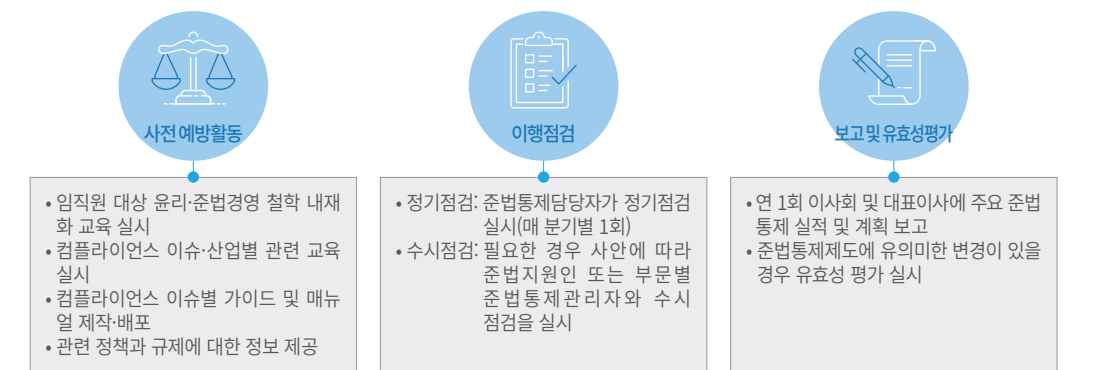 사전 예방활동
• 임직원 대상 윤리·준법경영 철학 내재
화 교육 실시
• 컴플라이언스 이슈·산업별 관련 교육
실시
• 컴플라이언스 이슈별 가이드 및 매뉴
얼 제작·배포
• 관련 정책과 규제에 대한 정보 제공
이행점검
• 정기점검: 준법통제담당자가 정기점검
실시(매 분기별 1회)
• 수시점검: 필요한 경우 사안에 따라
준법지원인 또는 부문별
준법통제관리자와 수시
점검을 실시
보고 및 유효성평가
• 연 1회 이사회 및 대표이사에 주요 준법
통제 실적 및 계획 보고
• 준법통제제도에 유의미한 변경이 있을
경우 유효성 평가 실시